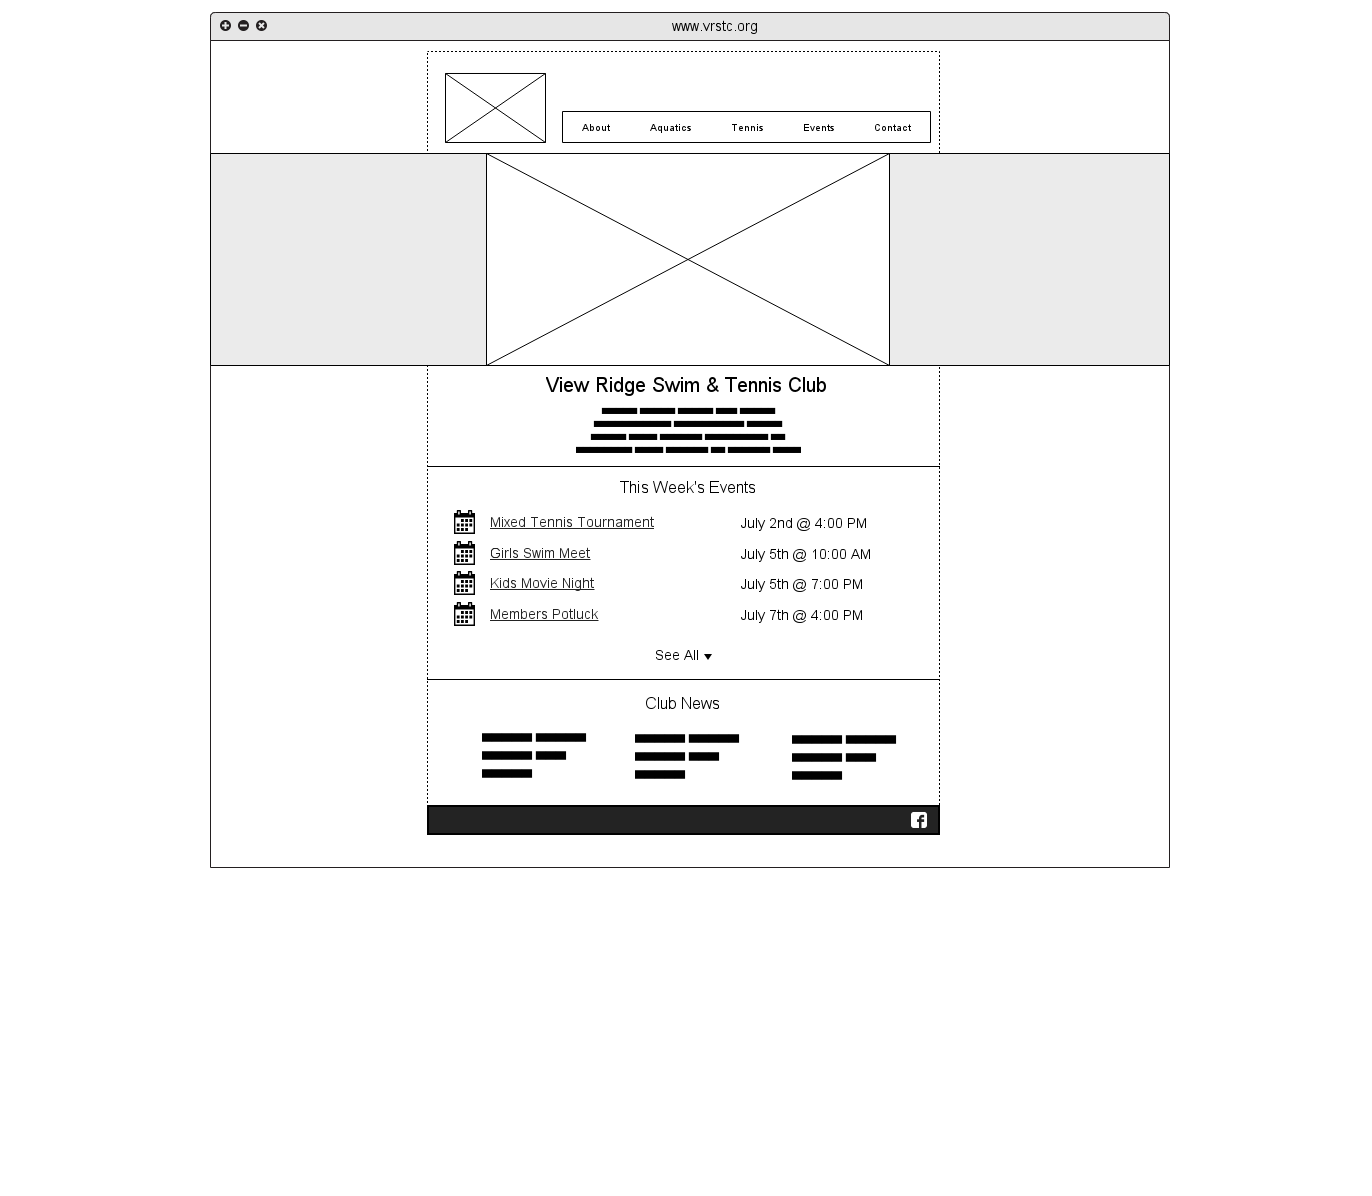 www.vrstc.org
About Aquatics Tennis Events Contact
View Ridge Swim & Tennis Club
This Week's Events
Mixed Tennis Tournament July 2nd @ 4:00 PM
Girls Swim Meet July 5th @ 10:00 AM
Kids Movie Night July 5th @ 7:00 PM
Members Potluck July 7th @ 4:00 PM
See All
Club News